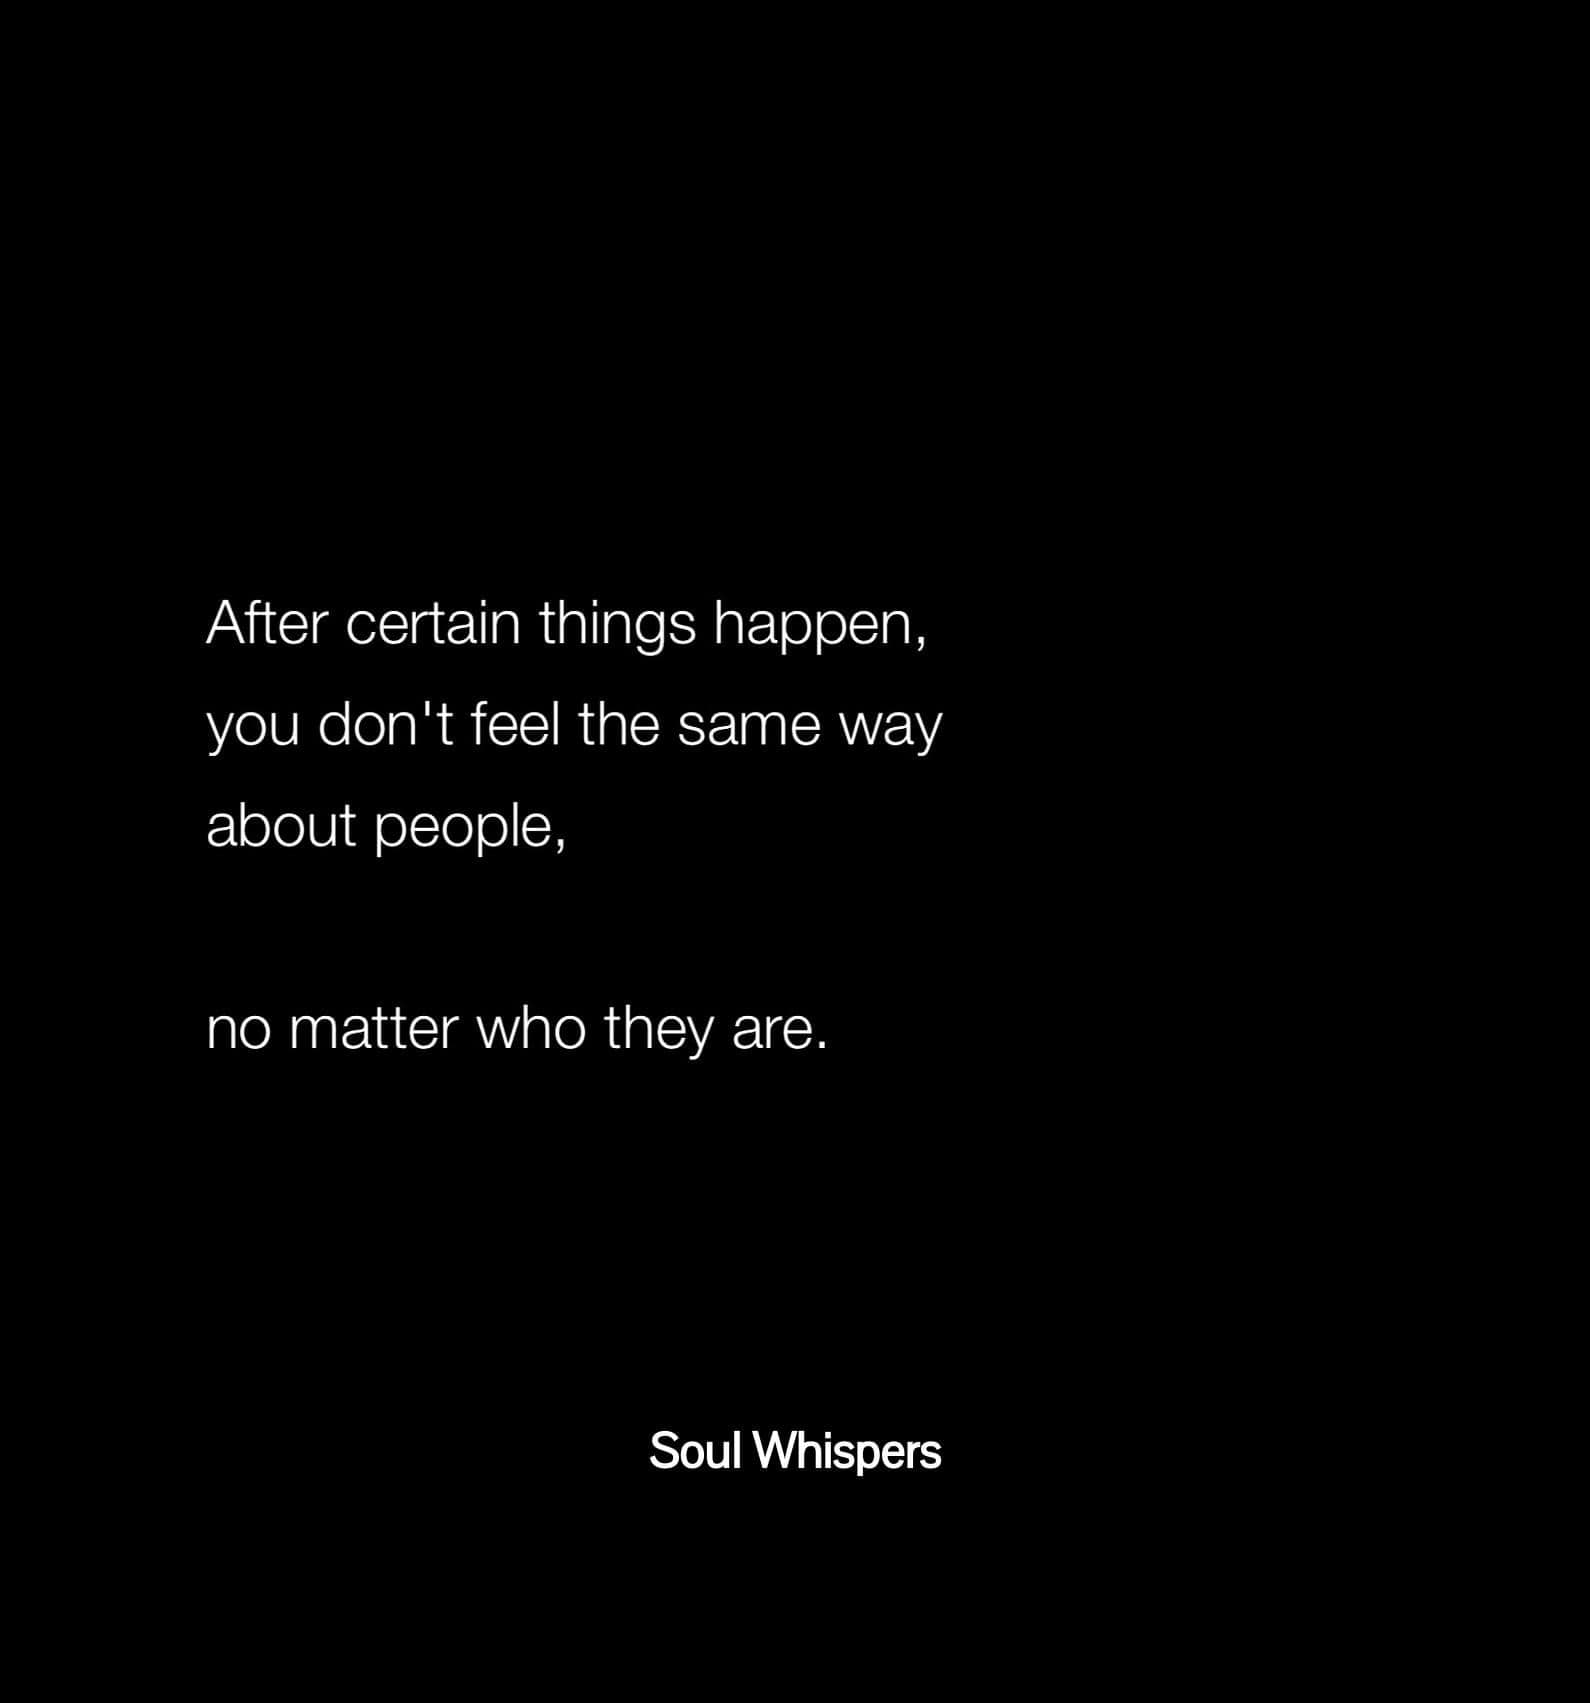 After certain things happen,
you don't feel the same way
about people,
no matter who they are.
Soul Whispers